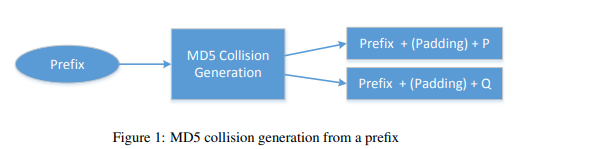 Prefix
MD5 Collision
Generation
Prefix + (Padding) + P
Prefix + (Padding) + Q
Figure 1: MD5 collision generation from a prefix